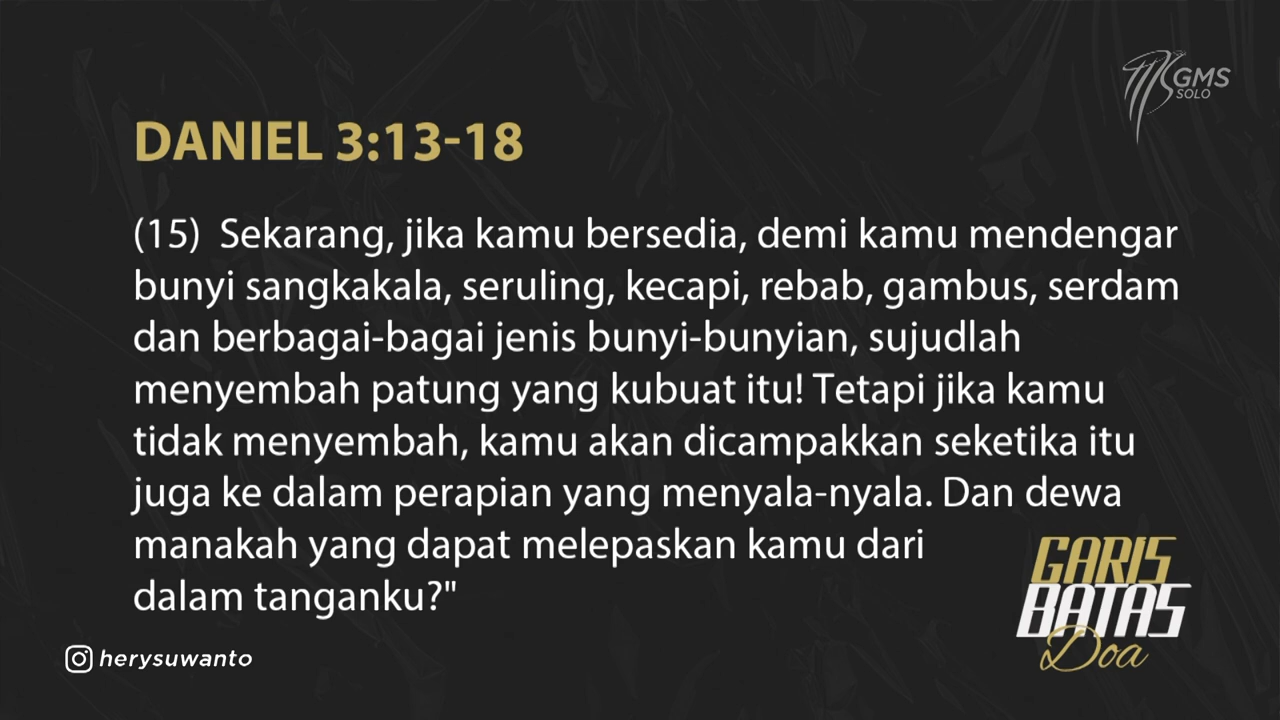 GMS
SOLO
DANIEL 3:13-18
(15)  Sekarang, jika kamu bersedia, demi kamu mendengar
bunyi sangkakala, seruling, kecapi, rebab, gambus, serdam
dan berbagai-bagai jenis bunyi-bunyian, sujudlah
menyembah patung yang kubuat itu! Tetapi jika kamu
tidak menyembah, kamu akan dicampakkan seketika itu
juga ke dalam perapian yang menyala-nyala. Dan dewa
manakah yang dapat melepaskan kamu dari
dalam tanganku?"
GARIS
BATAS
Doa
herysuwanto